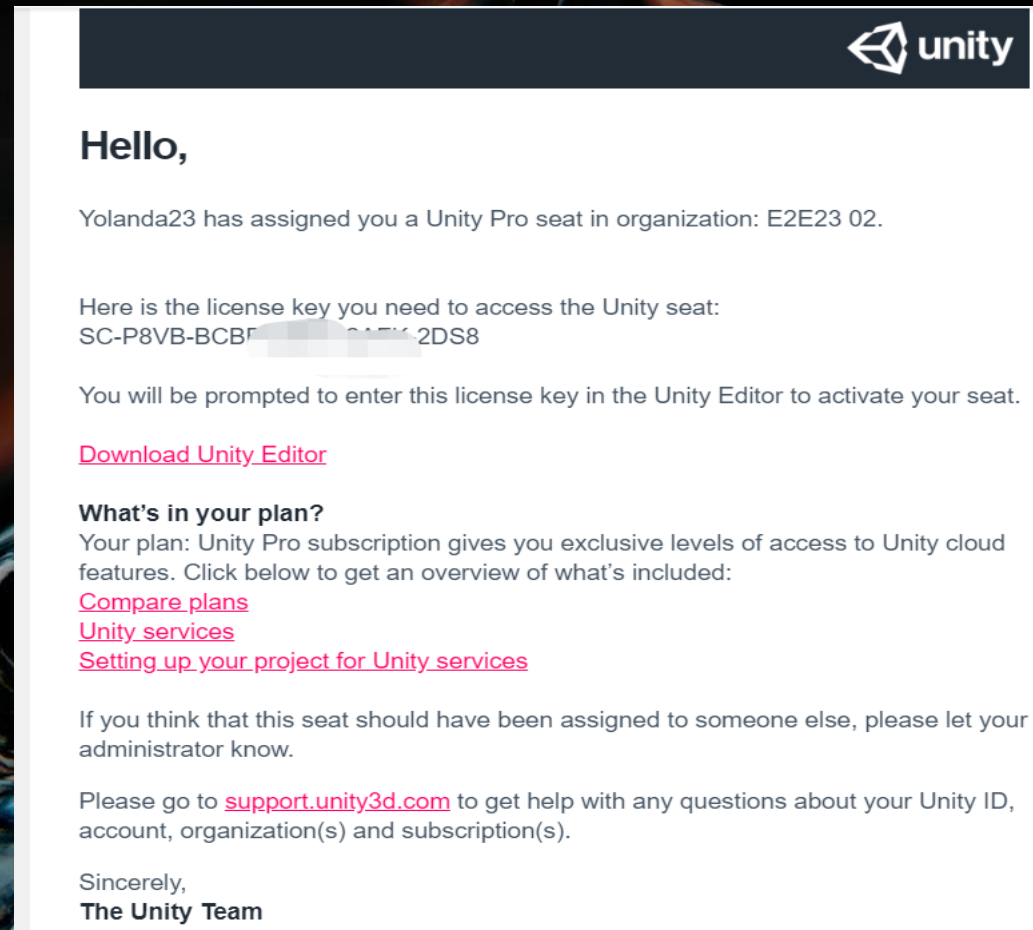 unity
Hello,
Yolanda23 has assigned you a Unity Pro seat in organization: E2E23 02.
Here is the license key you need to access the Unity seat:
SC-P8VB-BCB -2DS8
You will be prompted to enter this license key in the Unity Editor to activate your seat.
Download Unity Editor
What’s in your plan?
Your plan: Unity Pro subscription gives you exclusive levels of access to Unity cloud
features. Click below to get an overview of what’s included:
Compare plans
Unity services
Setting up your project for Unity services
If you think that this seat should have been assigned to someone else, please let your
administrator know.
Please go to support.unity3d.com to get help with any questions about your Unity ID,
account, organization(s) and subscription(s).
Sincerely,
The Unity Team